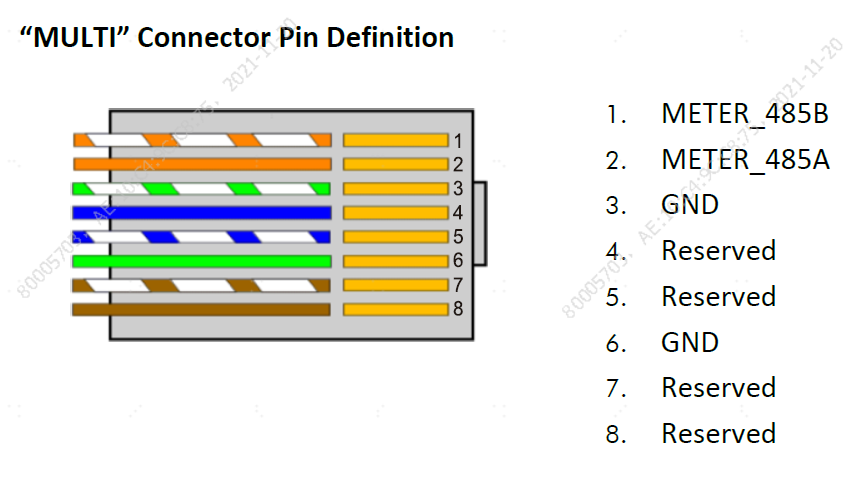 “MULTI” Connector Pin Definition
1
2
3
4
5
6
7
8
1. METER_485B
2. METER_485A
3. GND
4. Reserved
5. Reserved
6. GND
7. Reserved
8. Reserved